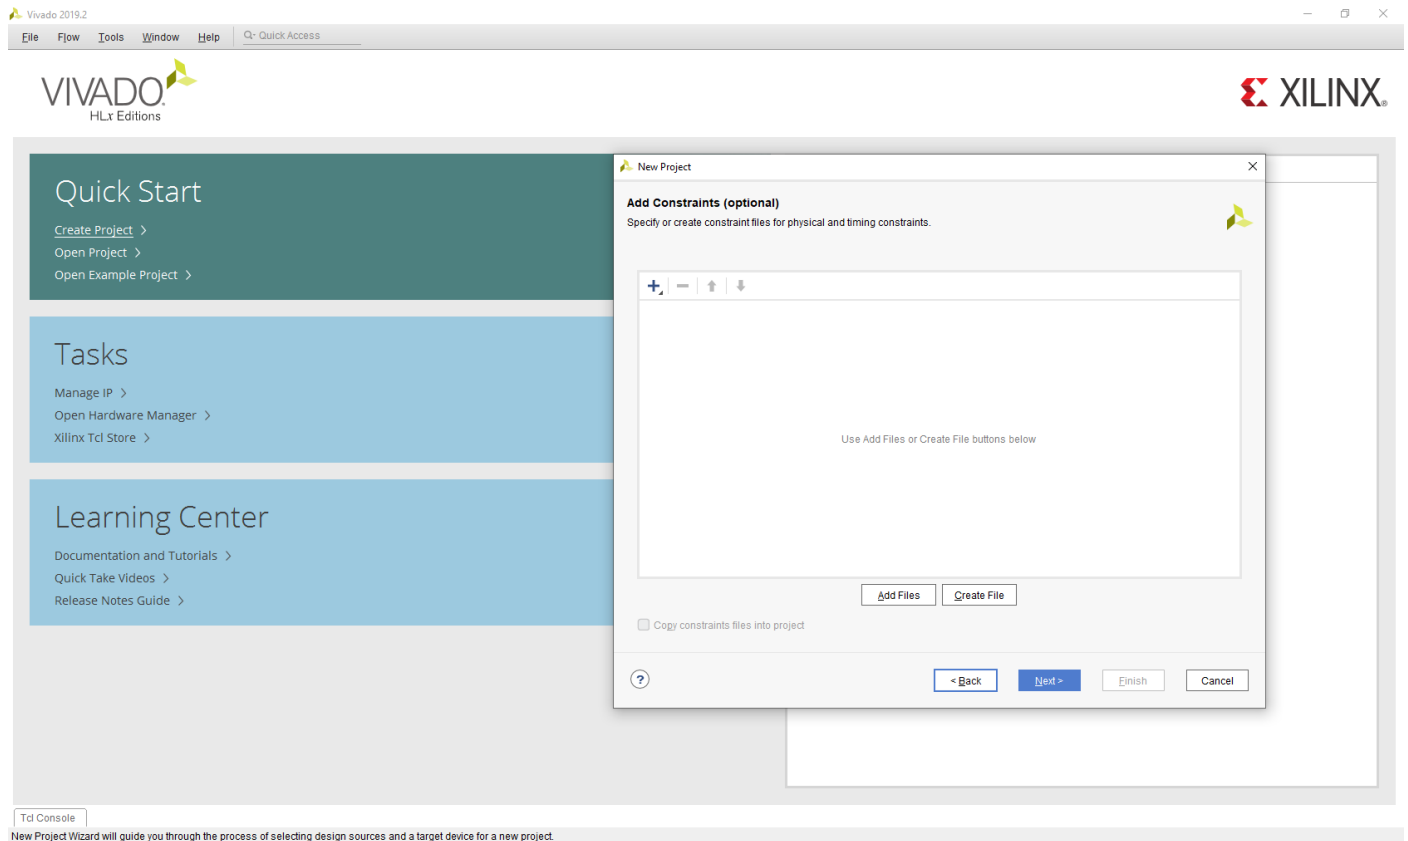 Vivado 2019.2
File Flow Tools Window Help Quick Access
VIVADO.
HLx Editions
XILINX®
Quick Start
Create Project >
Open Project >
Open Example Project >
Tasks
Manage IP >
Open Hardware Manager >
Xilinx Tcl Store >
Learning Center
Documentation and Tutorials >
Quick Take Videos >
Release Notes Guide >
New Project
Add Constraints (optional)
Specify or create constraint files for physical and timing constraints.
Use Add Files or Create File buttons below
Add Files Create File
Copy constraints files into project
? < Back Next > Finish Cancel
Tcl Console
New Project Wizard will guide you through the process of selecting design sources and a target device for a new project.